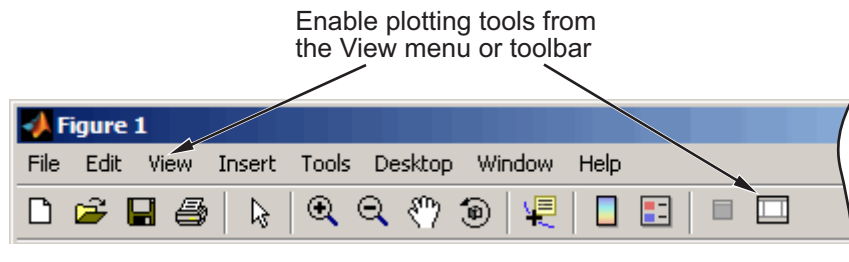 Enable plotting tools from
the View menu or toolbar
Figure 1
File Edit View Insert Tools Desktop Window Help